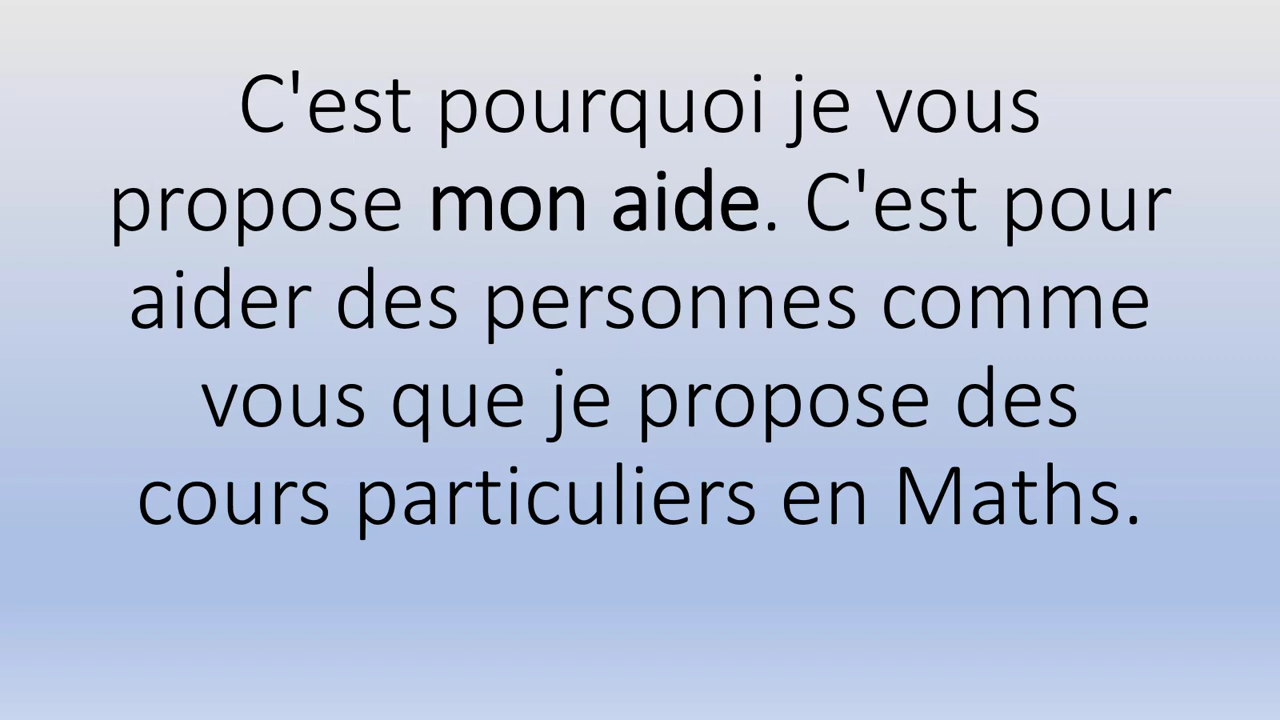 C'est pourquoi je vous
propose mon aide. C'est pour
aider des personnes comme
vous que je propose des
cours particuliers en Maths.